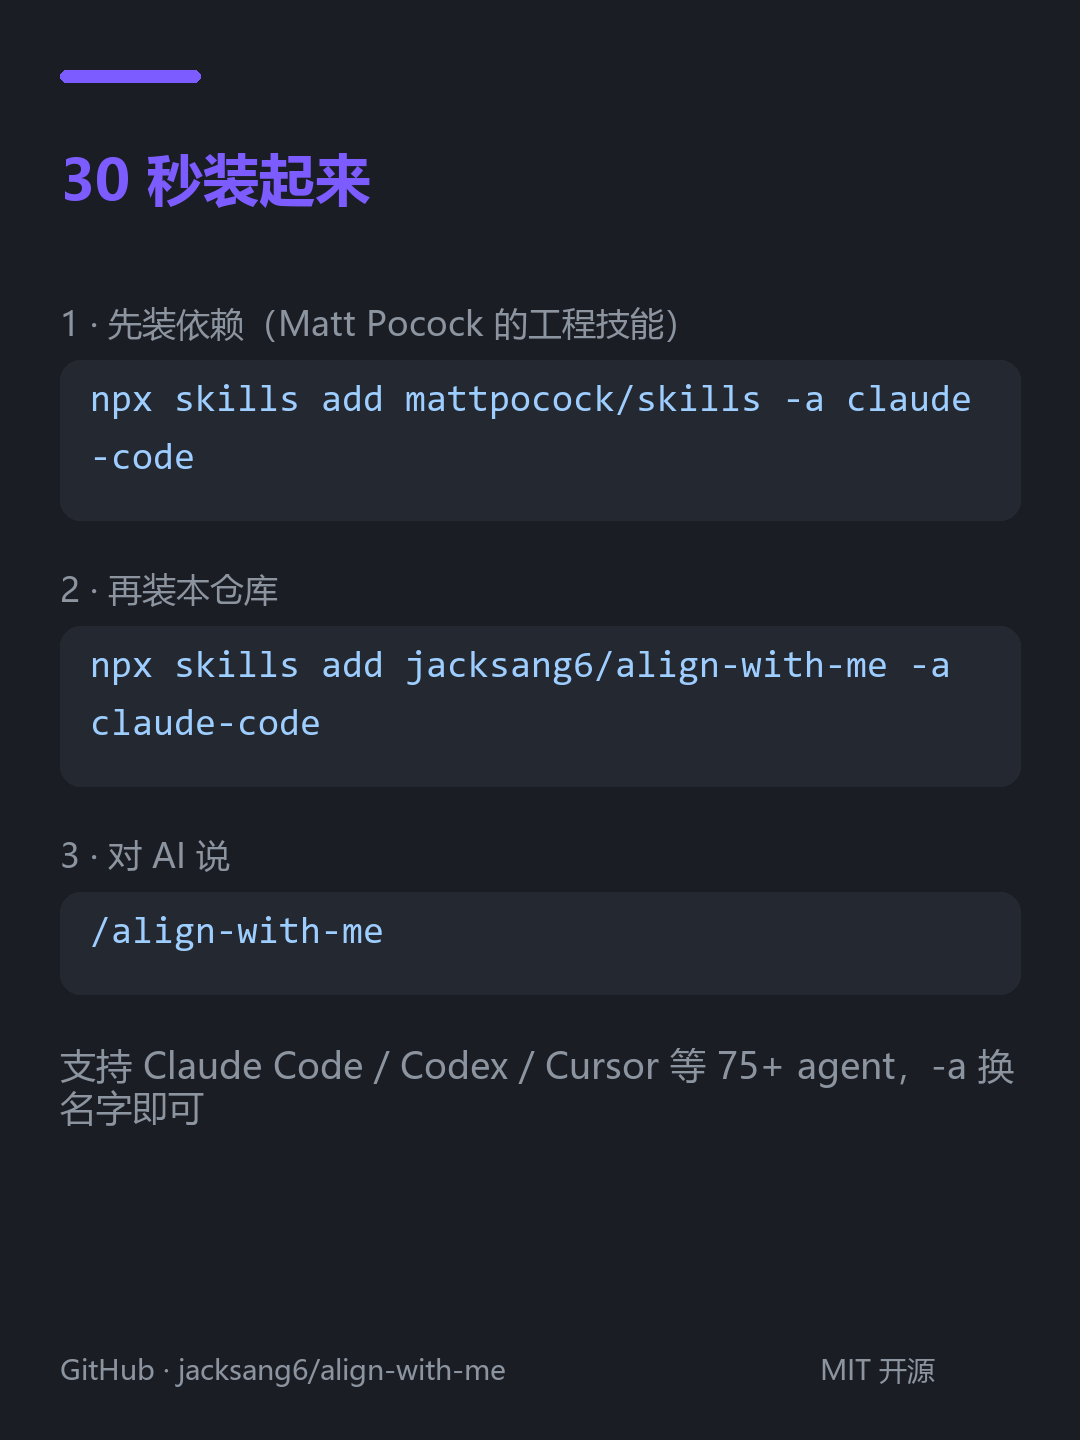 30 秒装起来
1 · 先装依赖（Matt Pocock 的工程技能）
npx skills add mattpocock/skills -a claude
-code
2 · 再装本仓库
npx skills add jacksang6/align-with-me -a
claude-code
3 · 对 AI 说
/align-with-me
支持 Claude Code / Codex / Cursor 等 75+ agent，-a 换
名字即可
GitHub · jacksang6/align-with-me
MIT 开源